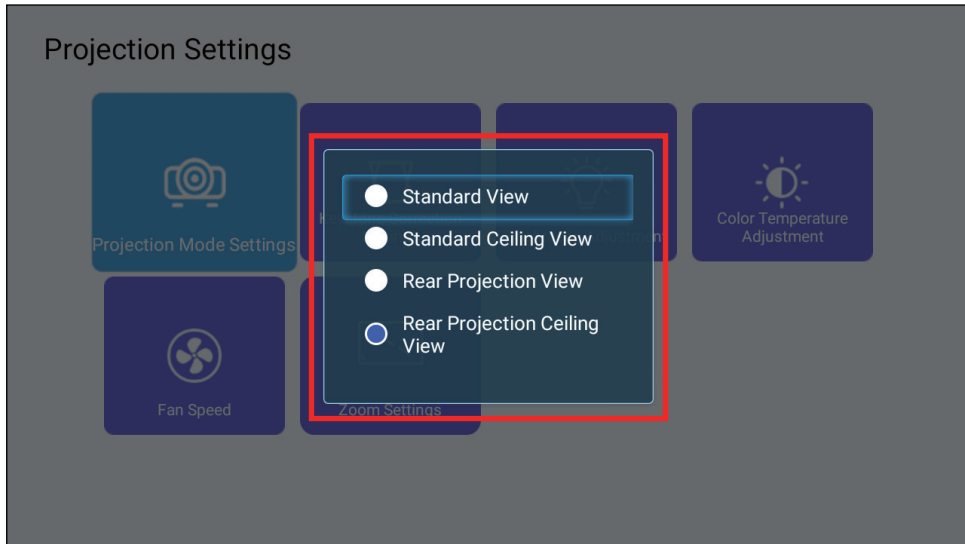 Projection Settings
Projection Mode Settings
Color Temperature
Adjustment
Standard View
Standard Ceiling View
Rear Projection View
Rear Projection Ceiling
View
Fan Speed
Zoom Settings